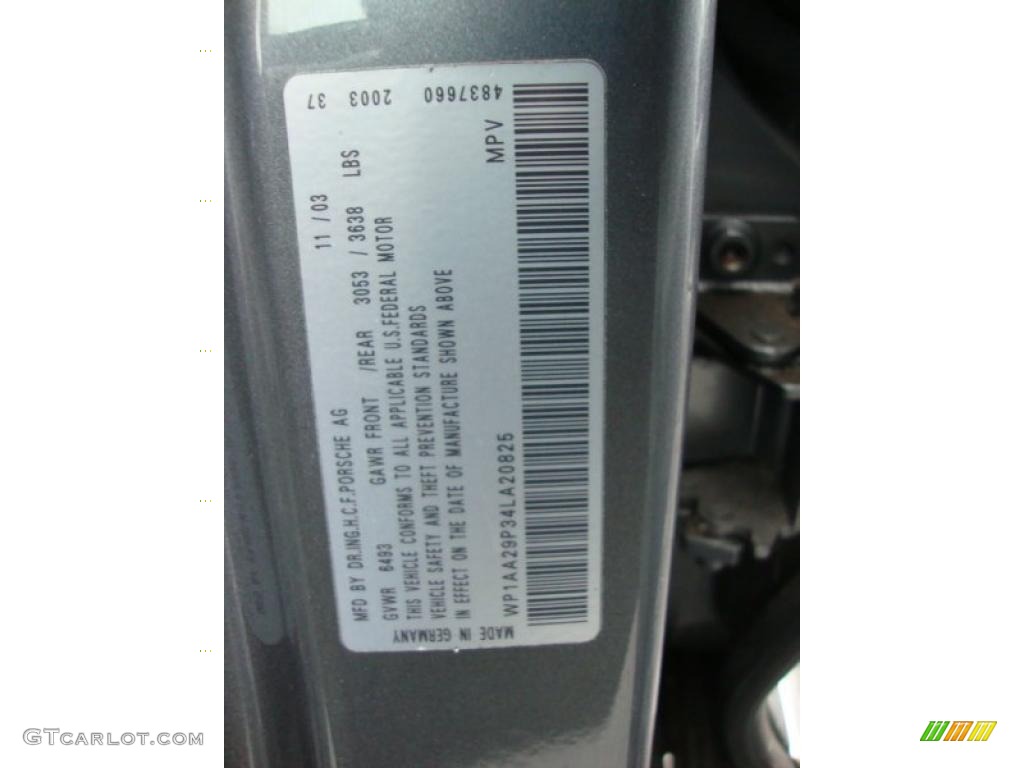 MFD BY DR.ING.H.C.F.PORSCHE AG 11 / 03
GVWR 6493 GAWR FRONT /REAR 3053 / 3638 LBS
THIS VEHICLE CONFORMS TO ALL APPLICABLE U.S.FEDERAL MOTOR
VEHICLE SAFETY AND THEFT PREVENTION STANDARDS
IN EFFECT ON THE DATE OF MANUFACTURE SHOWN ABOVE
WP1AA29P34LA20825 MPV
MADE IN GERMANY
4837660 2003 37
GTcarlot.com